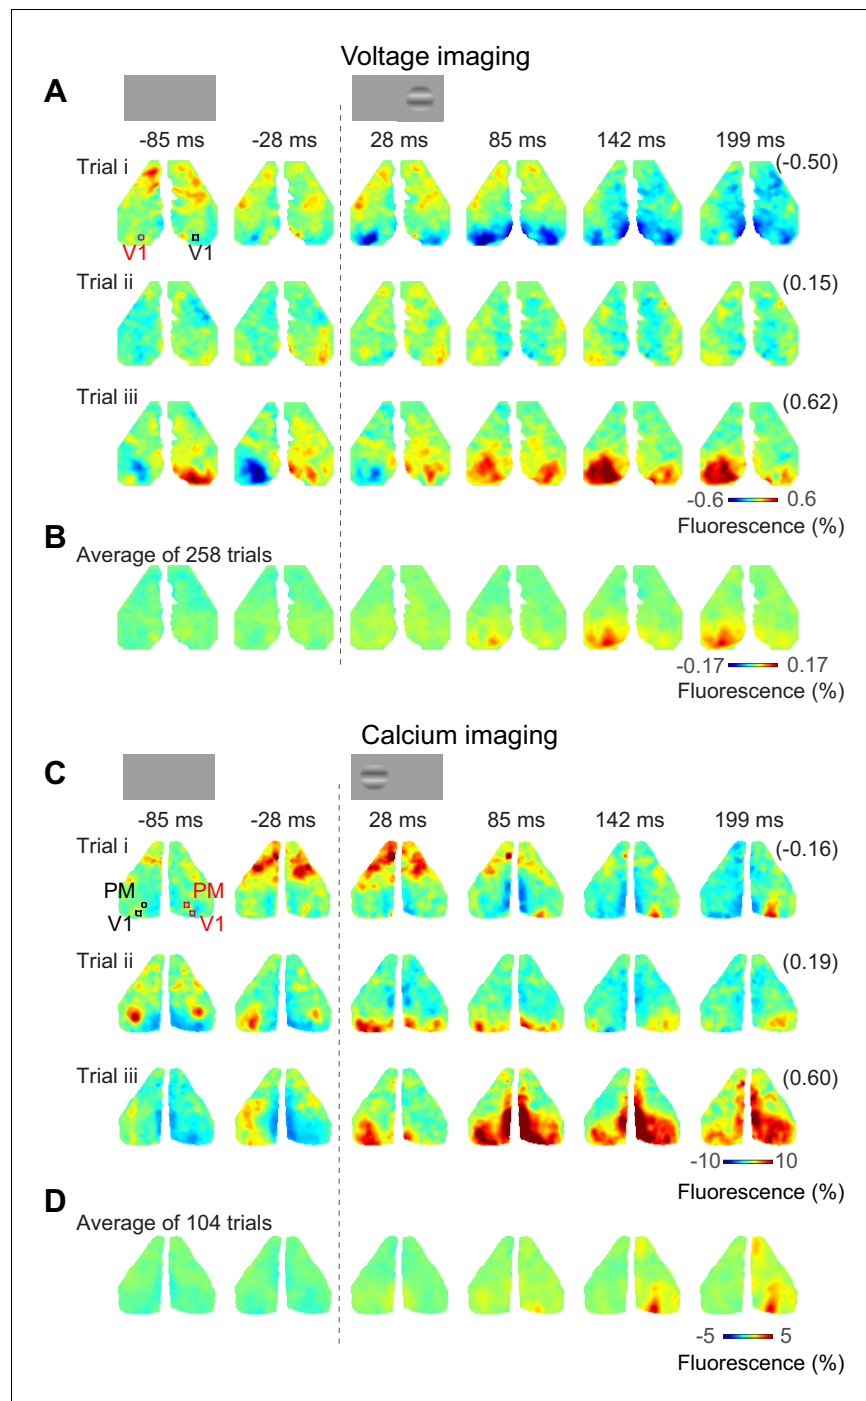 Voltage imaging
A
-85 ms -28 ms 28 ms 85 ms 142 ms 199 ms
Trial i (-0.50)
V1 V1
Trial ii (0.15)
Trial iii (0.62)
-0.6 0.6
Fluorescence (%)
B
Average of 258 trials
-0.17 0.17
Fluorescence (%)
Calcium imaging
C
-85 ms -28 ms 28 ms 85 ms 142 ms 199 ms
Trial i (-0.16)
PM PM
V1 V1
Trial ii (0.19)
Trial iii (0.60)
-10 10
Fluorescence (%)
D
Average of 104 trials
-5 5
Fluorescence (%)